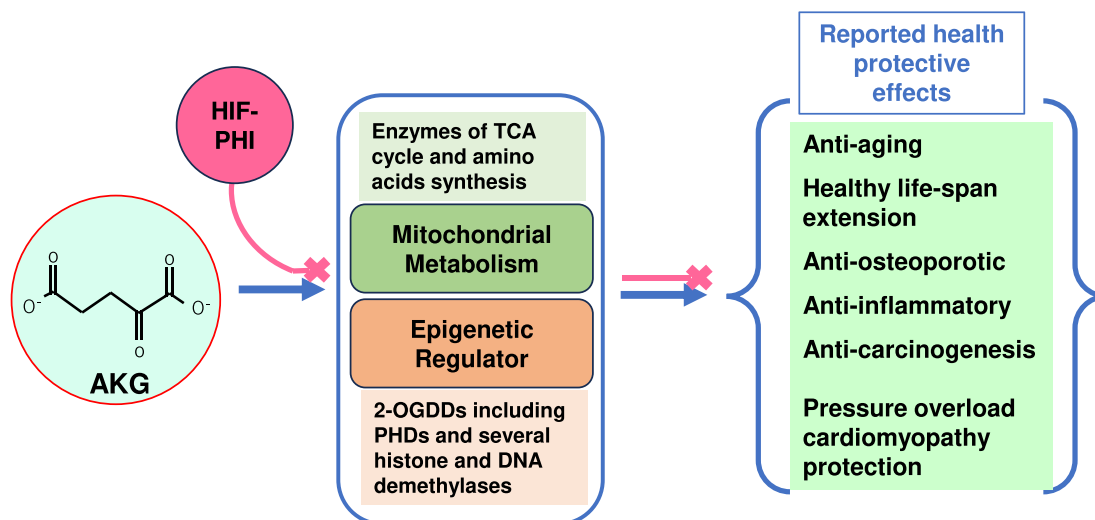 HIF-
PHI
O
O
O-
O-
O
AKG
Enzymes of TCA
cycle and amino
acids synthesis
Mitochondrial
Metabolism
Epigenetic
Regulator
2-OGDDs including
PHDs and several
histone and DNA
demethylases
Reported health
protective
effects
Anti-aging
Healthy life-span
extension
Anti-osteoporotic
Anti-inflammatory
Anti-carcinogenesis
Pressure overload
cardiomyopathy
protection